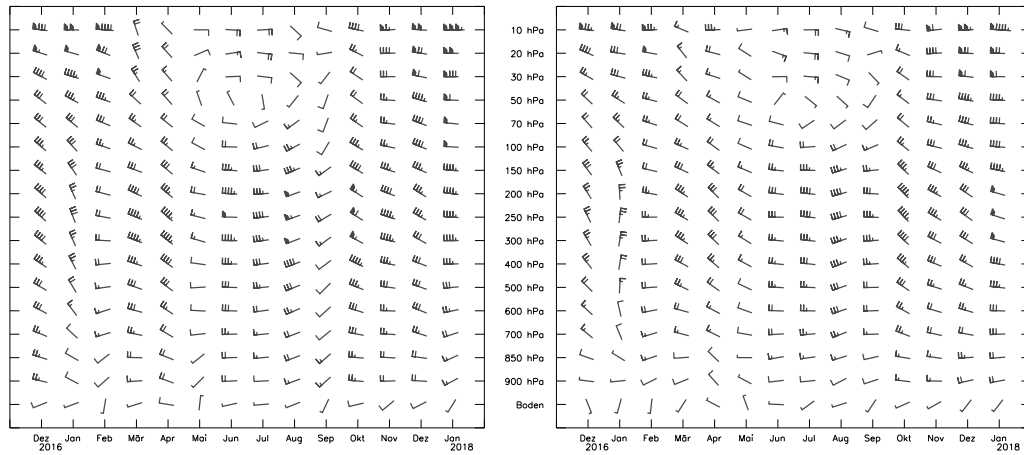 10 hPa
20 hPa
30 hPa
50 hPa
70 hPa
100 hPa
150 hPa
200 hPa
250 hPa
300 hPa
400 hPa
500 hPa
600 hPa
700 hPa
850 hPa
900 hPa
Boden
Dez Jan Feb Mär Apr Mai Jun Jul Aug Sep Okt Nov Dez Jan
2016 2018
Dez Jan Feb Mär Apr Mai Jun Jul Aug Sep Okt Nov Dez Jan
2016 2018